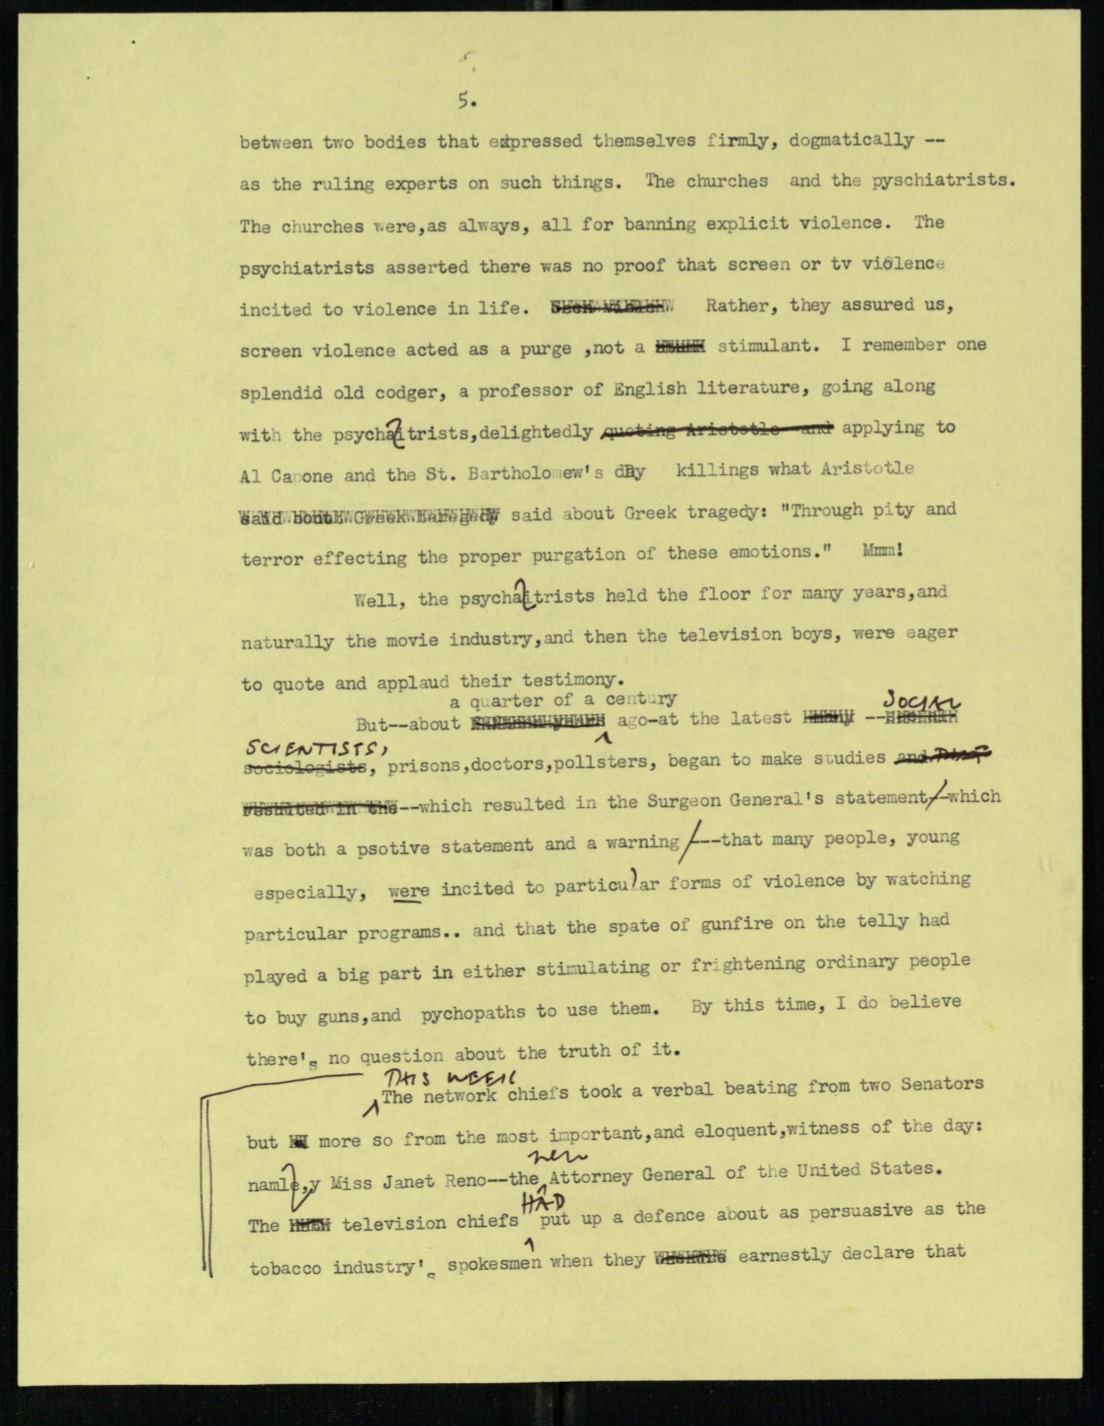 5.
between two bodies that expressed themselves firmly, dogmatically --
as the ruling experts on such things.  The churches  and the pyschiatrists.
The churches were,as always, all for banning explicit violence.  The
psychiatrists asserted there was no proof that screen or tv violence
incited to violence in life.  Rather, they assured us,
screen violence acted as a purge ,not a stimulant.  I remember one
splendid old codger, a professor of English literature, going along
with the psychaitrists,delightedly quoting Aristotle and applying to
Al Capone and the St. Bartholomew's day  killings what Aristotle
said bout Greek tragedy said about Greek tragedy: "Through pity and
terror effecting the proper purgation of these emotions."  Mmm!
Well, the psychaitrists held the floor for many years,and
naturally the movie industry,and then the television boys, were eager
to quote and applaud their testimony.
a quarter of a century
But--about ago-at the latest -- SOCIAL
SCIENTISTS,
sociologists, prisons,doctors,pollsters, began to make studies and
resulted in the --which resulted in the Surgeon General's statement/-which
was both a psotive statement and a warning/--that many people, young
especially, were incited to particular forms of violence by watching
particular programs.. and that the spate of gunfire on the telly had
played a big part in either stimulating or frightening ordinary people
to buy guns,and  pychopaths to use them.  By this time, I do believe
there's no question about the truth of it.
THIS WEEK
The network chiefs took a verbal beating from two Senators
but more so from the most important,and eloquent,witness of the day:
new
namle,y Miss Janet Reno--the Attorney General of the United States.
HAD
The television chiefs put up a defence about as persuasive as the
tobacco industry's spokesmen when they earnestly declare that